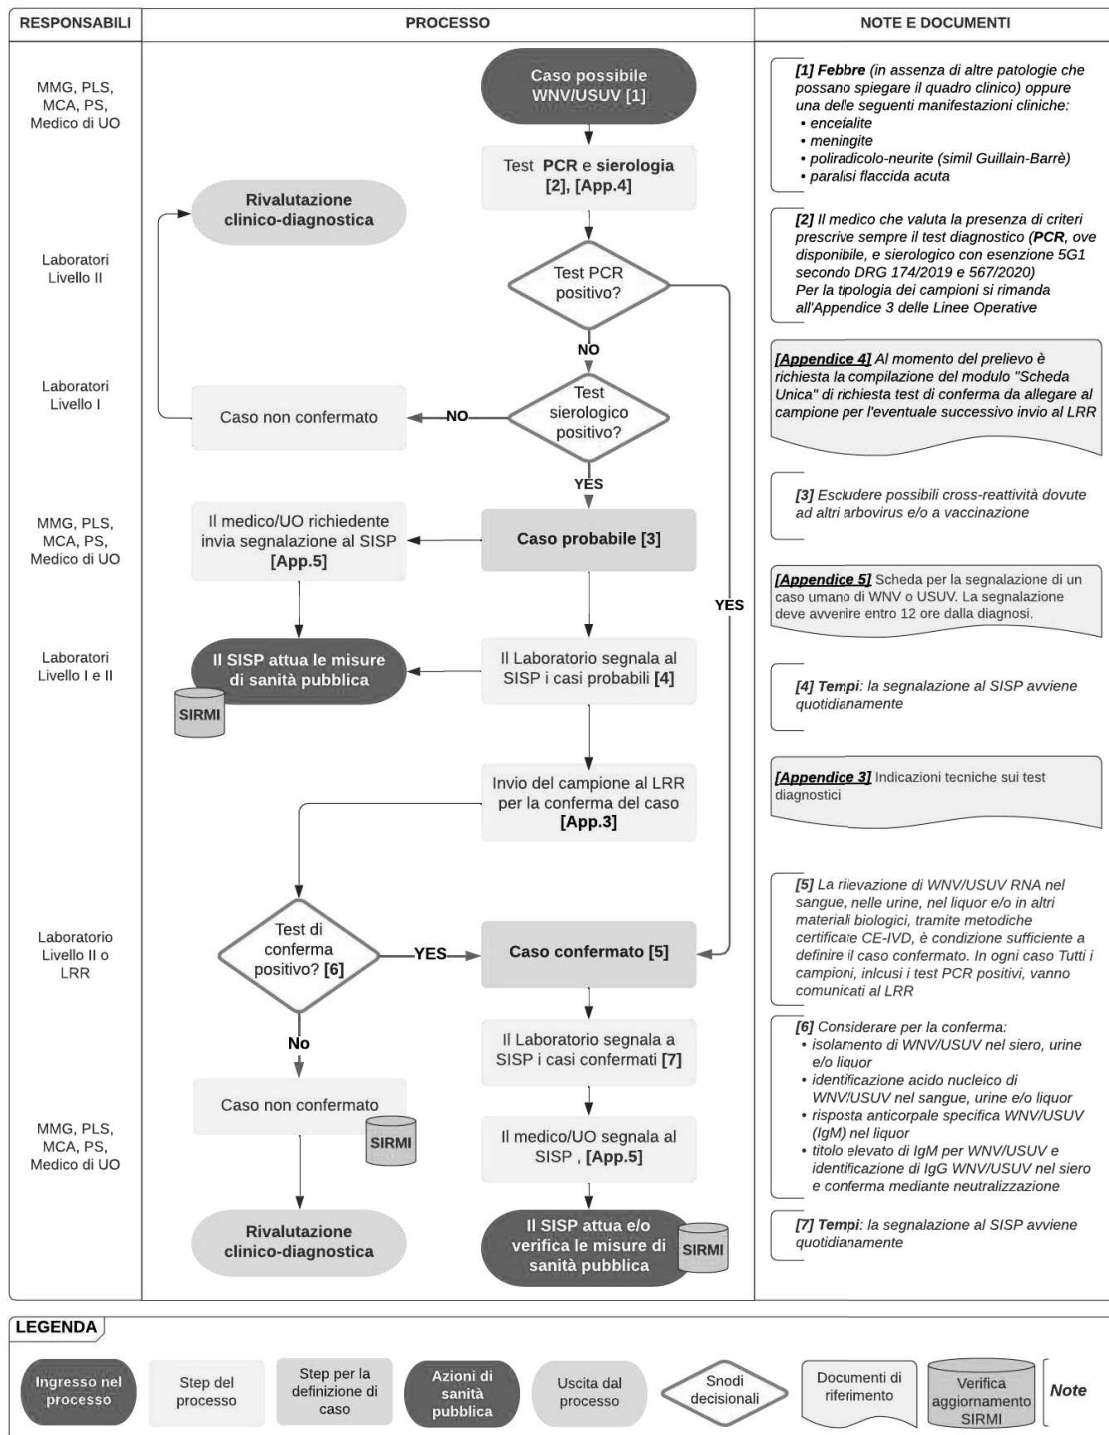 RESPONSABILI
PROCESSO
NOTE E DOCUMENTI
MMG, PLS,
MCA, PS,
Medico di UO
Caso possibile
WNV/USUV [1]
[1] Febbre (in assenza di altre patologie che
possano spiegare il quadro clinico) oppure
una delle seguenti manifestazioni cliniche:
• encefalite
• meningite
• poliradicolo-neurite (simil Guillain-Barrè)
• paralisi flaccida acuta
Test PCR e sierologia
[2], [App.4]
Rivalutazione
clinico-diagnostica
[2] Il medico che valuta la presenza di criteri
prescrive sempre il test diagnostico (PCR, ove
disponibile, e sierologico con esenzione 5G1
secondo DRG 174/2019 e 567/2020)
Per la tipologia dei campioni si rimanda
all'Appendice 3 delle Linee Operative
Laboratori
Livello II
Test PCR
positivo?
NO
[Appendice 4] Al momento del prelievo è
richiesta la compilazione del modulo "Scheda
Unica" di richiesta test di conferma da allegare al
campione per l'eventuale successivo invio al LRR
Laboratori
Livello I
Caso non confermato
NO
Test
sierologico
positivo?
YES
[3] Escludere possibili cross-reattività dovute
ad altri arbovirus e/o a vaccinazione
MMG, PLS,
MCA, PS,
Medico di UO
Il medico/UO richiedente
invia segnalazione al SISP
[App.5]
Caso probabile [3]
YES
[Appendice 5] Scheda per la segnalazione di un
caso umano di WNV o USUV. La segnalazione
deve avvenire entro 12 ore dalla diagnosi.
Laboratori
Livello I e II
Il SISP attua le misure
di sanità pubblica
SIRMI
Il Laboratorio segnala al
SISP i casi probabili [4]
[4] Tempi: la segnalazione al SISP avviene
quotidianamente
Invio del campione al LRR
per la conferma del caso
[App.3]
[Appendice 3] Indicazioni tecniche sui test
diagnostici
Laboratorio
Livello II o
LRR
Test di
conferma
positivo? [6]
YES
Caso confermato [5]
[5] La rilevazione di WNV/USUV RNA nel
sangue, nelle urine, nel liquor e/o in altri
materiali biologici, tramite metodiche
certificate CE-IVD, è condizione sufficiente a
definire il caso confermato. In ogni caso Tutti i
campioni, inlcusi i test PCR positivi, vanno
comunicati al LRR
No
Il Laboratorio segnala a
SISP i casi confermati [7]
[6] Considerare per la conferma:
• isolamento di WNV/USUV nel siero, urine
e/o liquor
• identificazione acido nucleico di
WNV/USUV nel sangue, urine e/o liquor
• risposta anticorpale specifica WNV/USUV
(IgM) nel liquor
• titolo elevato di IgM per WNV/USUV e
identificazione di IgG WNV/USUV nel siero
e conferma mediante neutralizzazione
MMG, PLS,
MCA, PS,
Medico di UO
Caso non confermato
SIRMI
Il medico/UO segnala al
SISP , [App.5]
Rivalutazione
clinico-diagnostica
Il SISP attua e/o
verifica le misure di
sanità pubblica
SIRMI
[7] Tempi: la segnalazione al SISP avviene
quotidianamente
LEGENDA
Ingresso nel
processo
Step del
processo
Step per la
definizione di
caso
Azioni di
sanità
pubblica
Uscita dal
processo
Snodi
decisionali
Documenti di
riferimento
Verifica
aggiornamento
SIRMI
Note